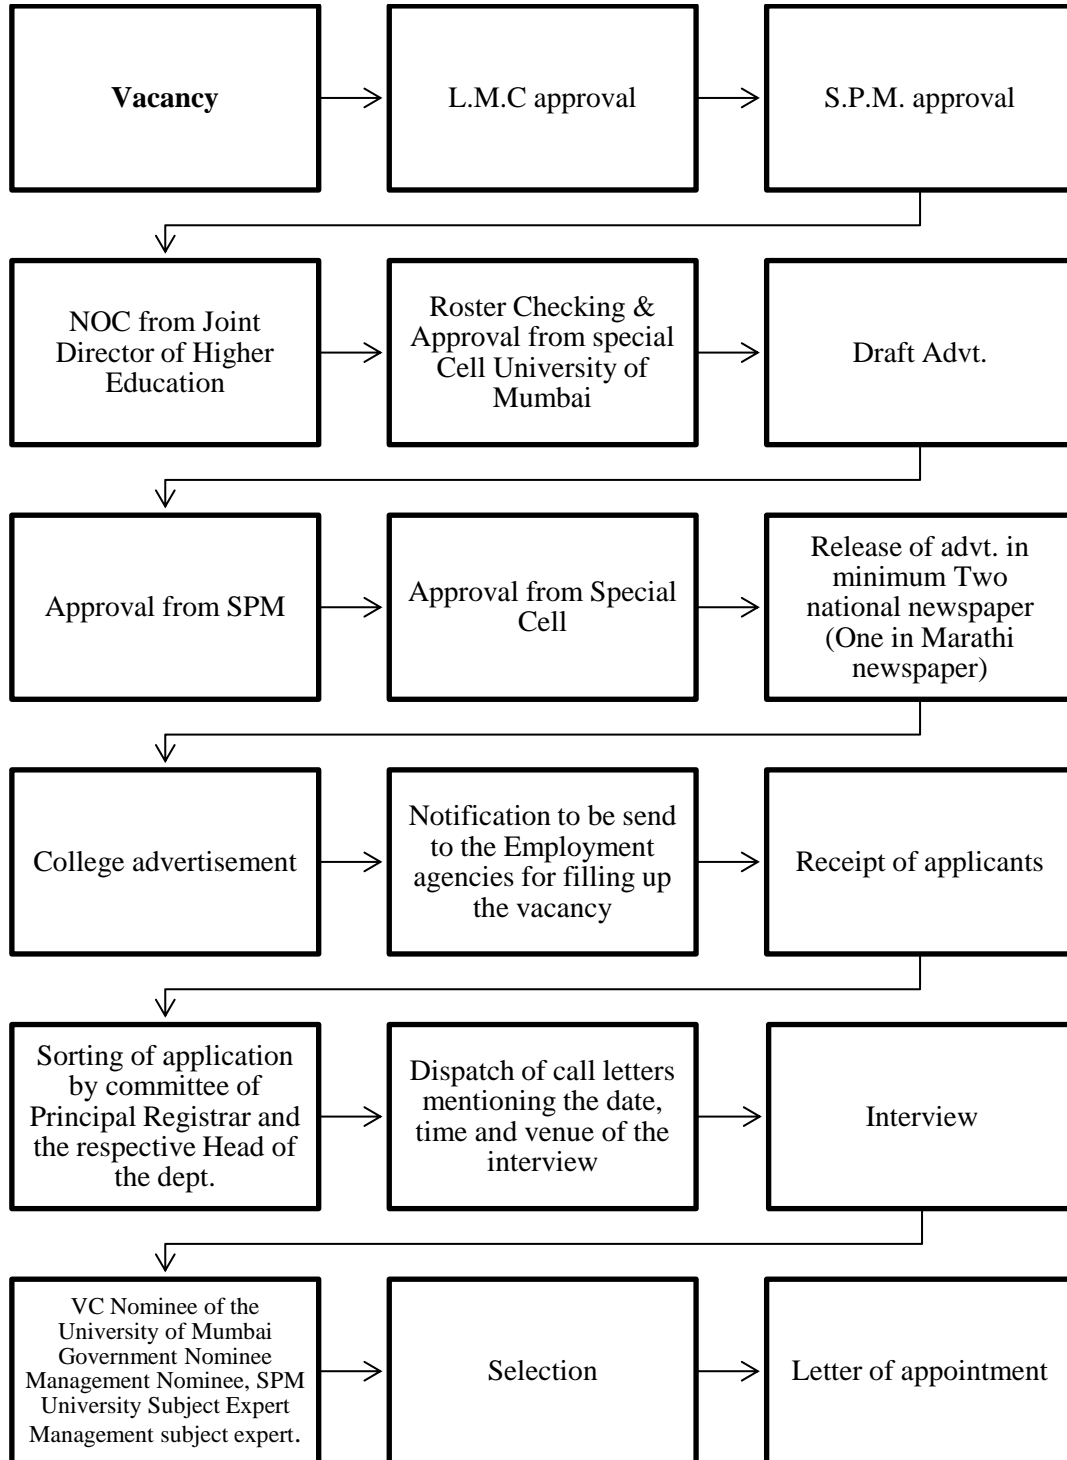 Vacancy
L.M.C approval
S.P.M. approval
NOC from Joint
Director of Higher
Education
Roster Checking &
Approval from special
Cell University of
Mumbai
Draft Advt.
Approval from SPM
Approval from Special
Cell
Release of advt. in
minimum Two
national newspaper
(One in Marathi
newspaper)
College advertisement
Notification to be send
to the Employment
agencies for filling up
the vacancy
Receipt of applicants
Sorting of application
by committee of
Principal Registrar and
the respective Head of
the dept.
Dispatch of call letters
mentioning the date,
time and venue of the
interview
Interview
VC Nominee of the
University of Mumbai
Government Nominee
Management Nominee, SPM
University Subject Expert
Management subject expert.
Selection
Letter of appointment